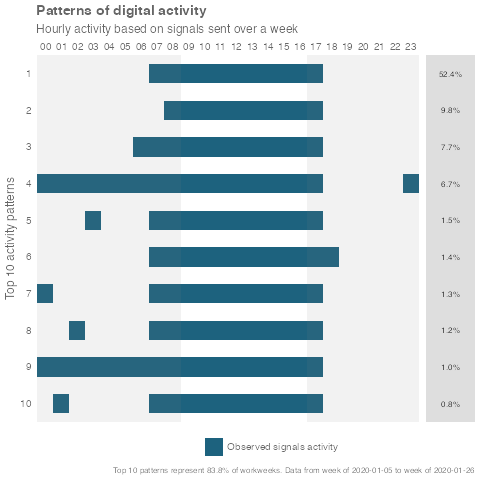 Patterns of digital activity
Hourly activity based on signals sent over a week
00 01 02 03 04 05 06 07 08 09 10 11 12 13 14 15 16 17 18 19 20 21 22 23
Top 10 activity patterns
1 52.4%
2 9.8%
3 7.7%
4 6.7%
5 1.5%
6 1.4%
7 1.3%
8 1.2%
9 1.0%
10 0.8%
Observed signals activity
Top 10 patterns represent 83.8% of workweeks. Data from week of 2020-01-05 to week of 2020-01-26